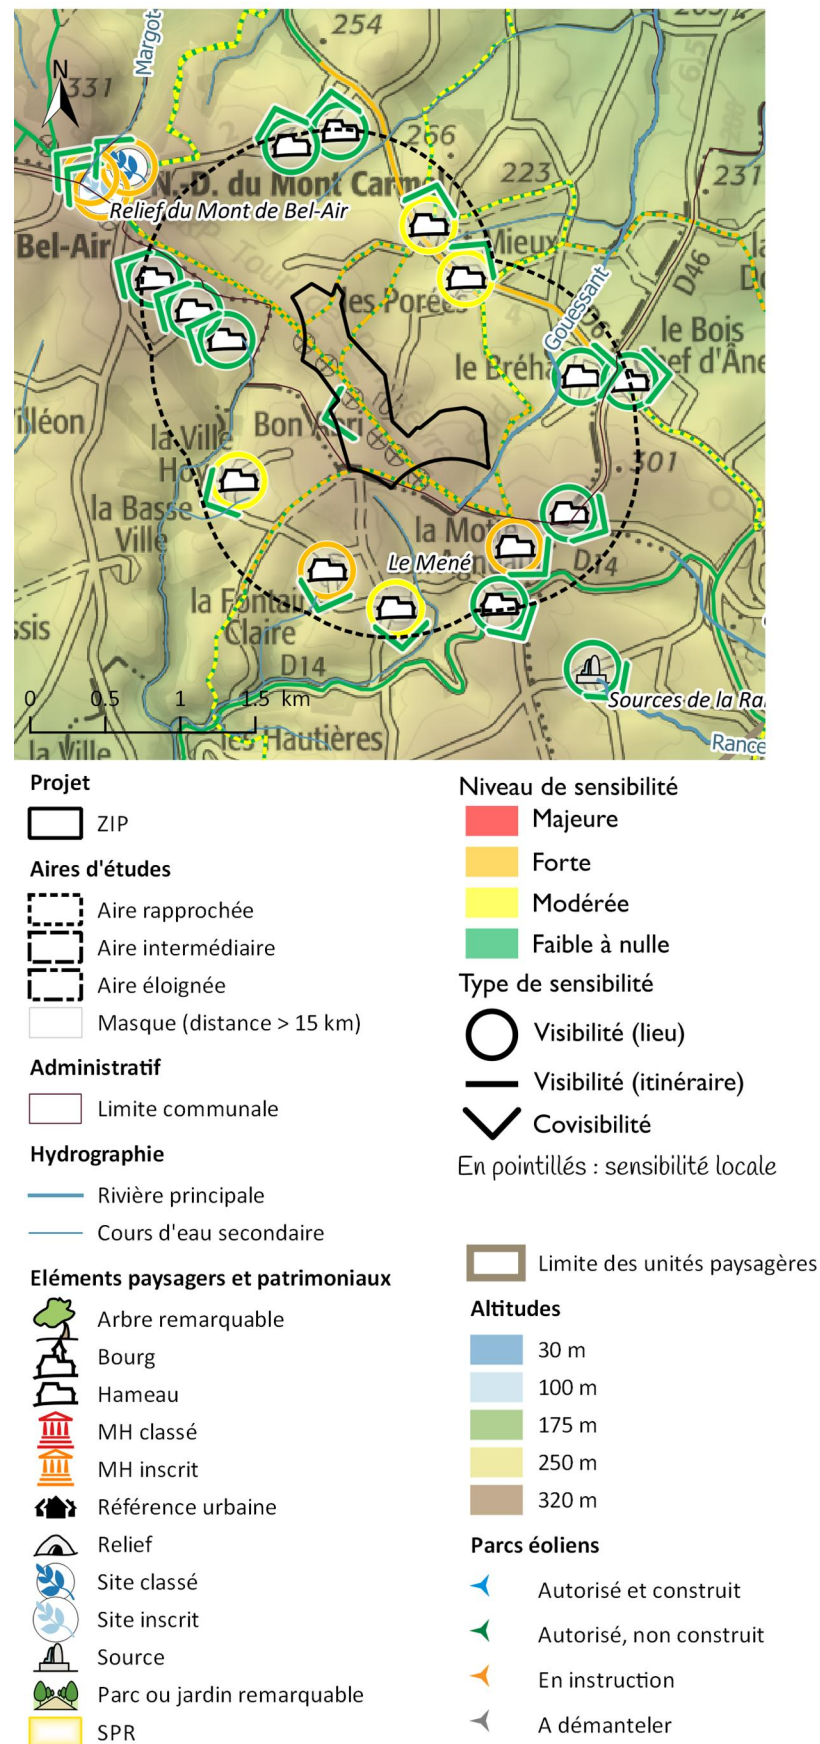 254
Margot
N
331
266
223
231
N.-D. du Mont Carmel
Relief du Mont de Bel-Air
Bel-Air
Mieux
D46
les Porées
Gouessant
le Bois
Chef d'Âne
le Bréha
illéon
Bon Abri
la Ville
Hoy
301
la Basse
Ville
la Motte
Le Mené
D14
la Fontaine
Claire
ssis
D14
0 0.5 1 1.5 km
Sources de la Ra
les Hautières
Rance
la Ville
Projet
ZIP
Aires d'études
Aire rapprochée
Aire intermédiaire
Aire éloignée
Masque (distance > 15 km)
Administratif
Limite communale
Hydrographie
Rivière principale
Cours d'eau secondaire
Eléments paysagers et patrimoniaux
Arbre remarquable
Bourg
Hameau
MH classé
MH inscrit
Référence urbaine
Relief
Site classé
Site inscrit
Source
Parc ou jardin remarquable
SPR
Niveau de sensibilité
Majeure
Forte
Modérée
Faible à nulle
Type de sensibilité
Visibilité (lieu)
Visibilité (itinéraire)
Covisibilité
En pointillés : sensibilité locale
Limite des unités paysagères
Altitudes
30 m
100 m
175 m
250 m
320 m
Parcs éoliens
Autorisé et construit
Autorisé, non construit
En instruction
A démanteler